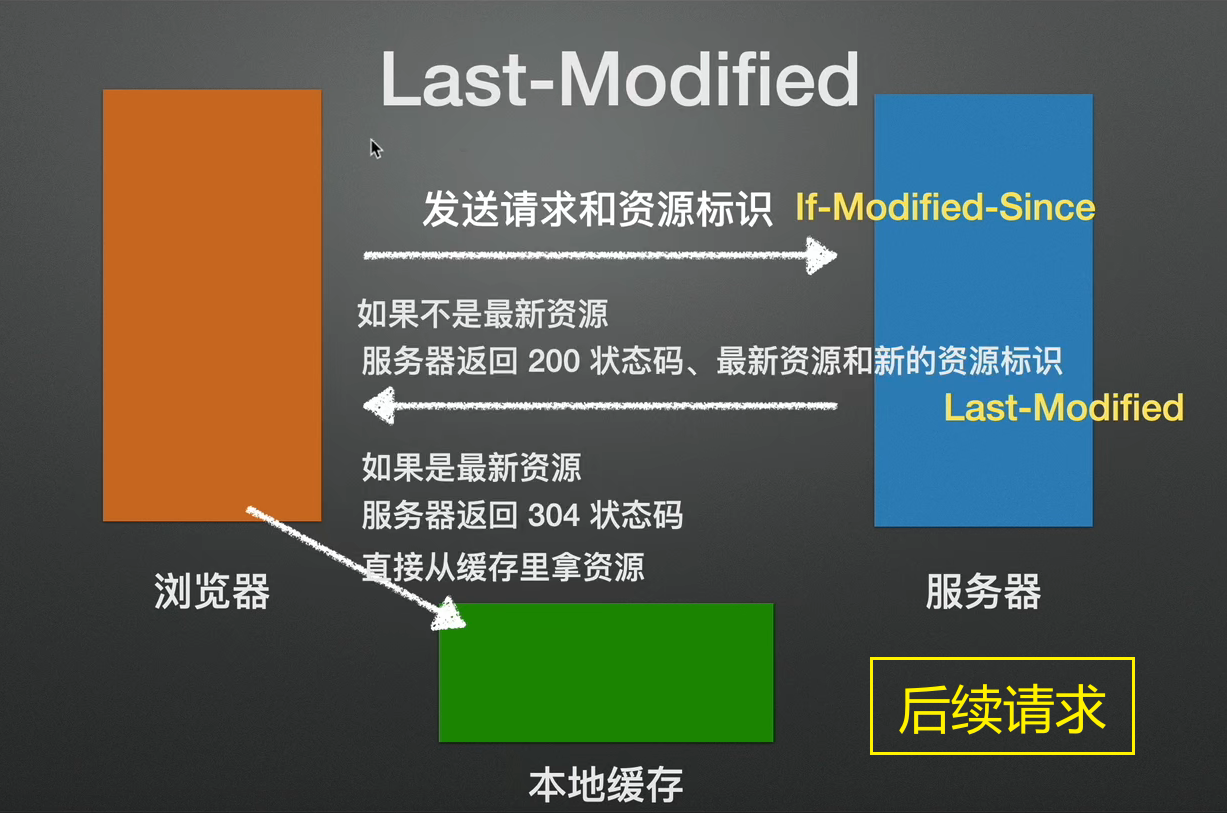 Last-Modified
发送请求和资源标识 If-Modified-Since
如果不是最新资源
服务器返回 200 状态码、最新资源和新的资源标识
Last-Modified
如果是最新资源
服务器返回 304 状态码
直接从缓存里拿资源
浏览器
服务器
后续请求
本地缓存